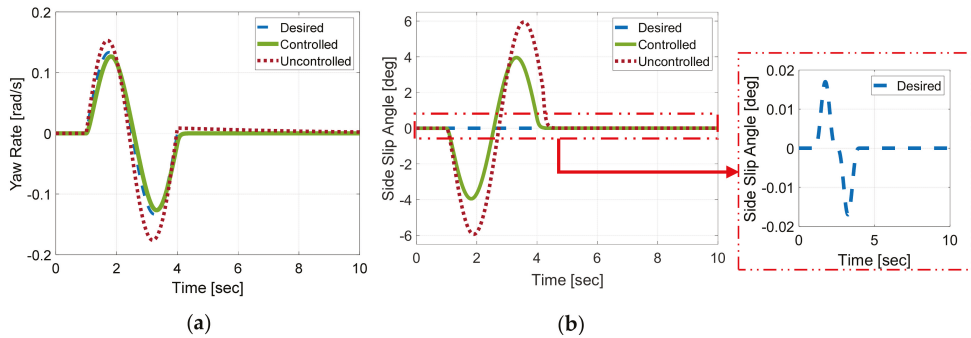 Yaw Rate [rad/s]
0.2
0.1
0
-0.1
-0.2
0 2 4 6 8 10
Time [sec]
Desired
Controlled
Uncontrolled
(a)
Side Slip Angle [deg]
6
4
2
0
-2
-4
-6
0 2 4 6 8 10
Time [sec]
Desired
Controlled
Uncontrolled
(b)
Side Slip Angle [deg]
0.02
0.01
0
-0.01
-0.02
0 5 10
Time [sec]
Desired